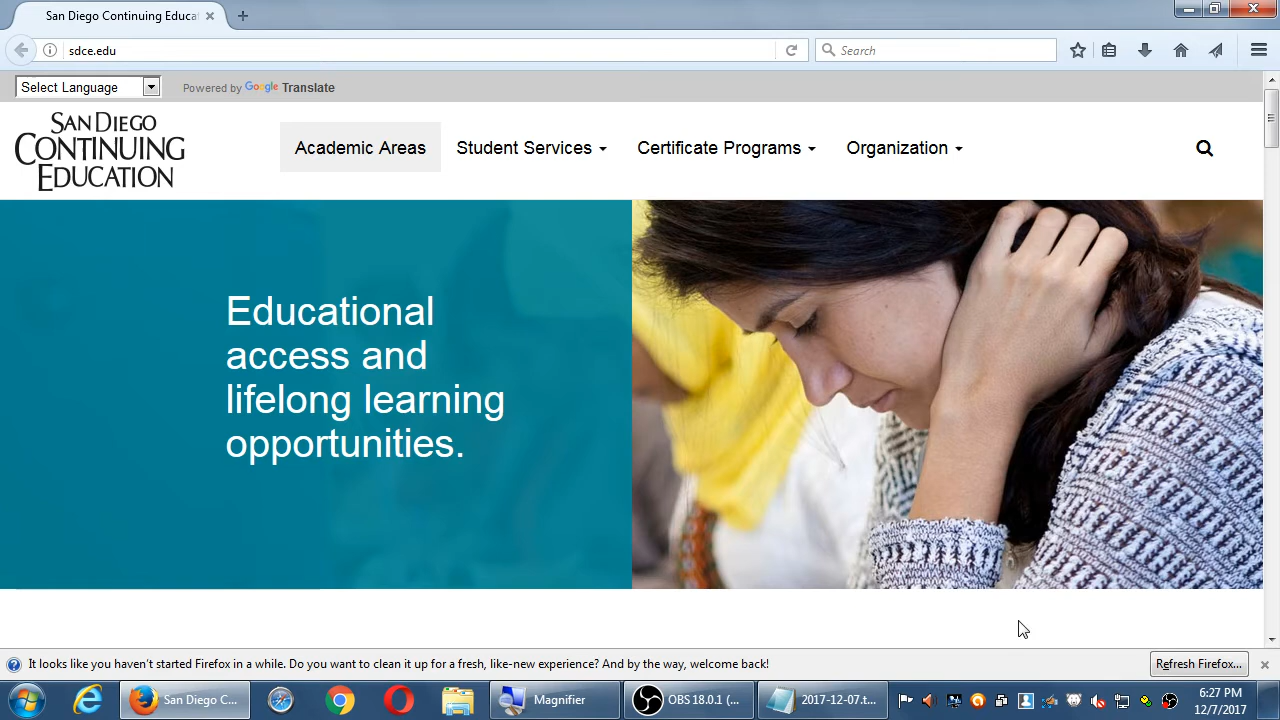 San Diego Continuing Educat
sdce.edu
Search
Select Language
Powered by Google Translate
SAN DIEGO
CONTINUING
EDUCATION
Academic Areas
Student Services
Certificate Programs
Organization
Educational
access and
lifelong learning
opportunities.
It looks like you haven't started Firefox in a while. Do you want to clean it up for a fresh, like-new experience? And by the way, welcome back!
Refresh Firefox...
San Diego C...
Magnifier
OBS 18.0.1 (...
2017-12-07.t...
6:27 PM
12/7/2017